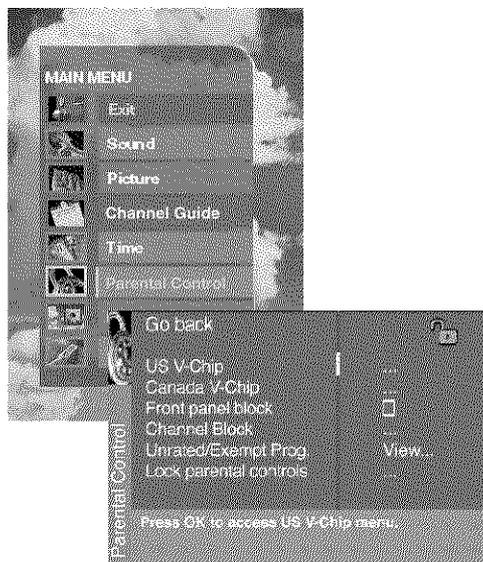 MAIN MENU
Exit
Sound
Picture
Channel Guide
Time
Parental Control
Go back
US V-Chip ...
Canada V-Chip ...
Front panel block
Channel Block ...
Unrated/Exempt Prog. View...
Lock parental controls ...
Parental Control
Press OK to access US V-Chip menu.